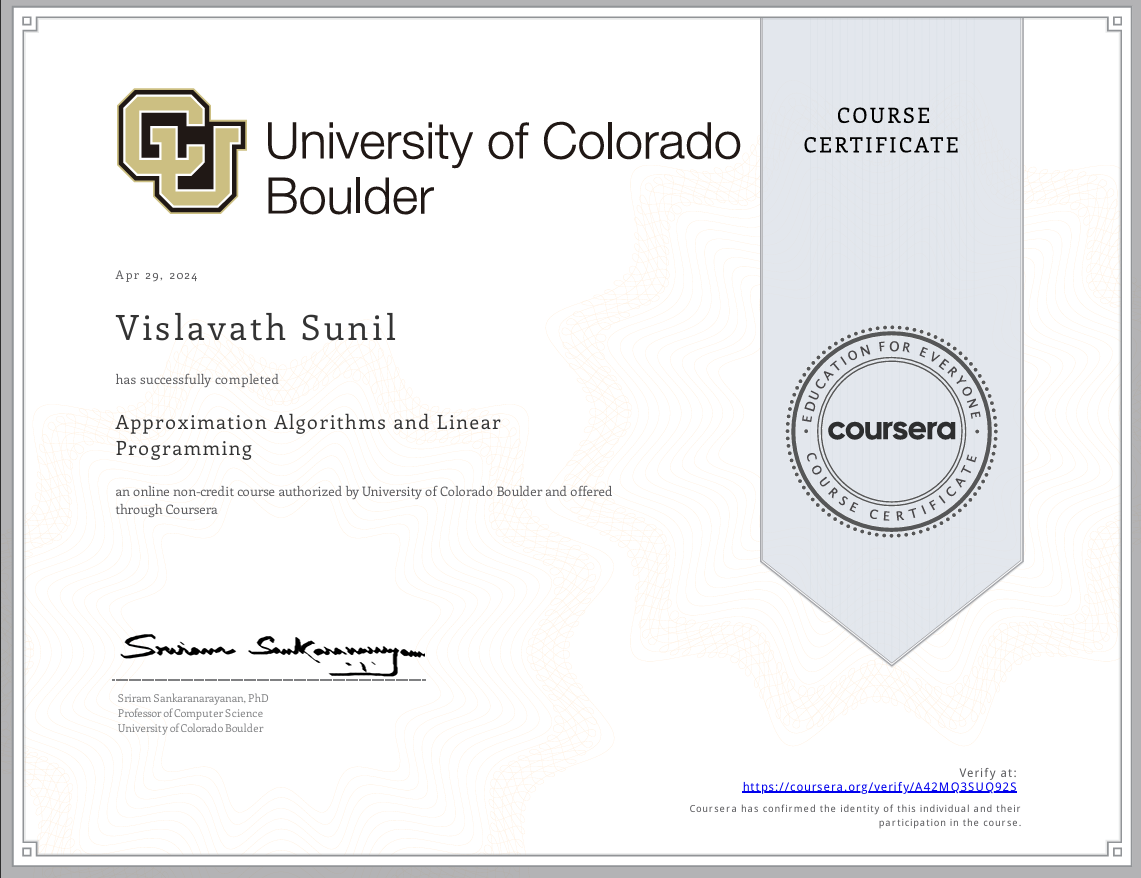 CU
University of Colorado
Boulder
COURSE
CERTIFICATE
Apr 29, 2024
Vislavath Sunil
has successfully completed
Approximation Algorithms and Linear
Programming
an online non-credit course authorized by University of Colorado Boulder and offered
through Coursera
EDUCATION FOR EVERYONE
coursera
COURSE CERTIFICATE
Sriram Sankaranarayanan
Sriram Sankaranarayanan, PhD
Professor of Computer Science
University of Colorado Boulder
Verify at:
https://coursera.org/verify/A42MQ3SUQ92S
Coursera has confirmed the identity of this individual and their
participation in the course.